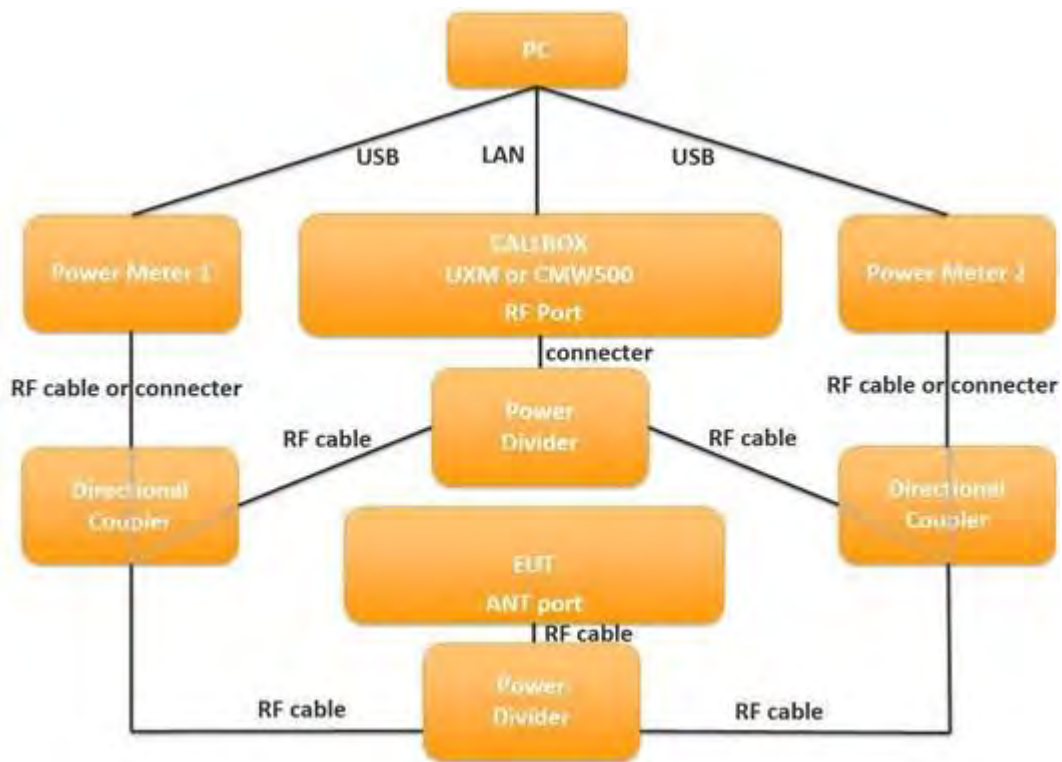 PC
USB
LAN
USB
Power Meter 1
CALLBOX
UXM or CMW500
RF Port
Power Meter 2
connecter
RF cable or connecter
RF cable or connecter
Power
Divider
RF cable
RF cable
Directional
Coupler
Directional
Coupler
EUT
ANT port
RF cable
Power
Divider
RF cable
RF cable